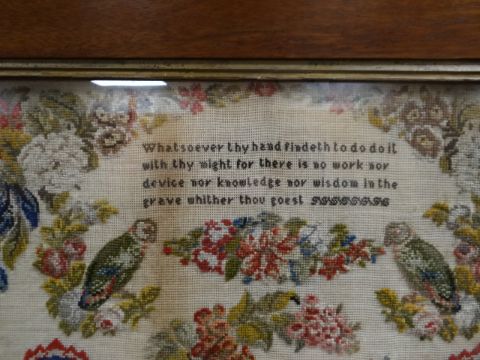 Whatsoever thy hand findeth to do do it
with thy might for there is no work nor
device nor knowledge nor wisdom in the
grave whither thou goest